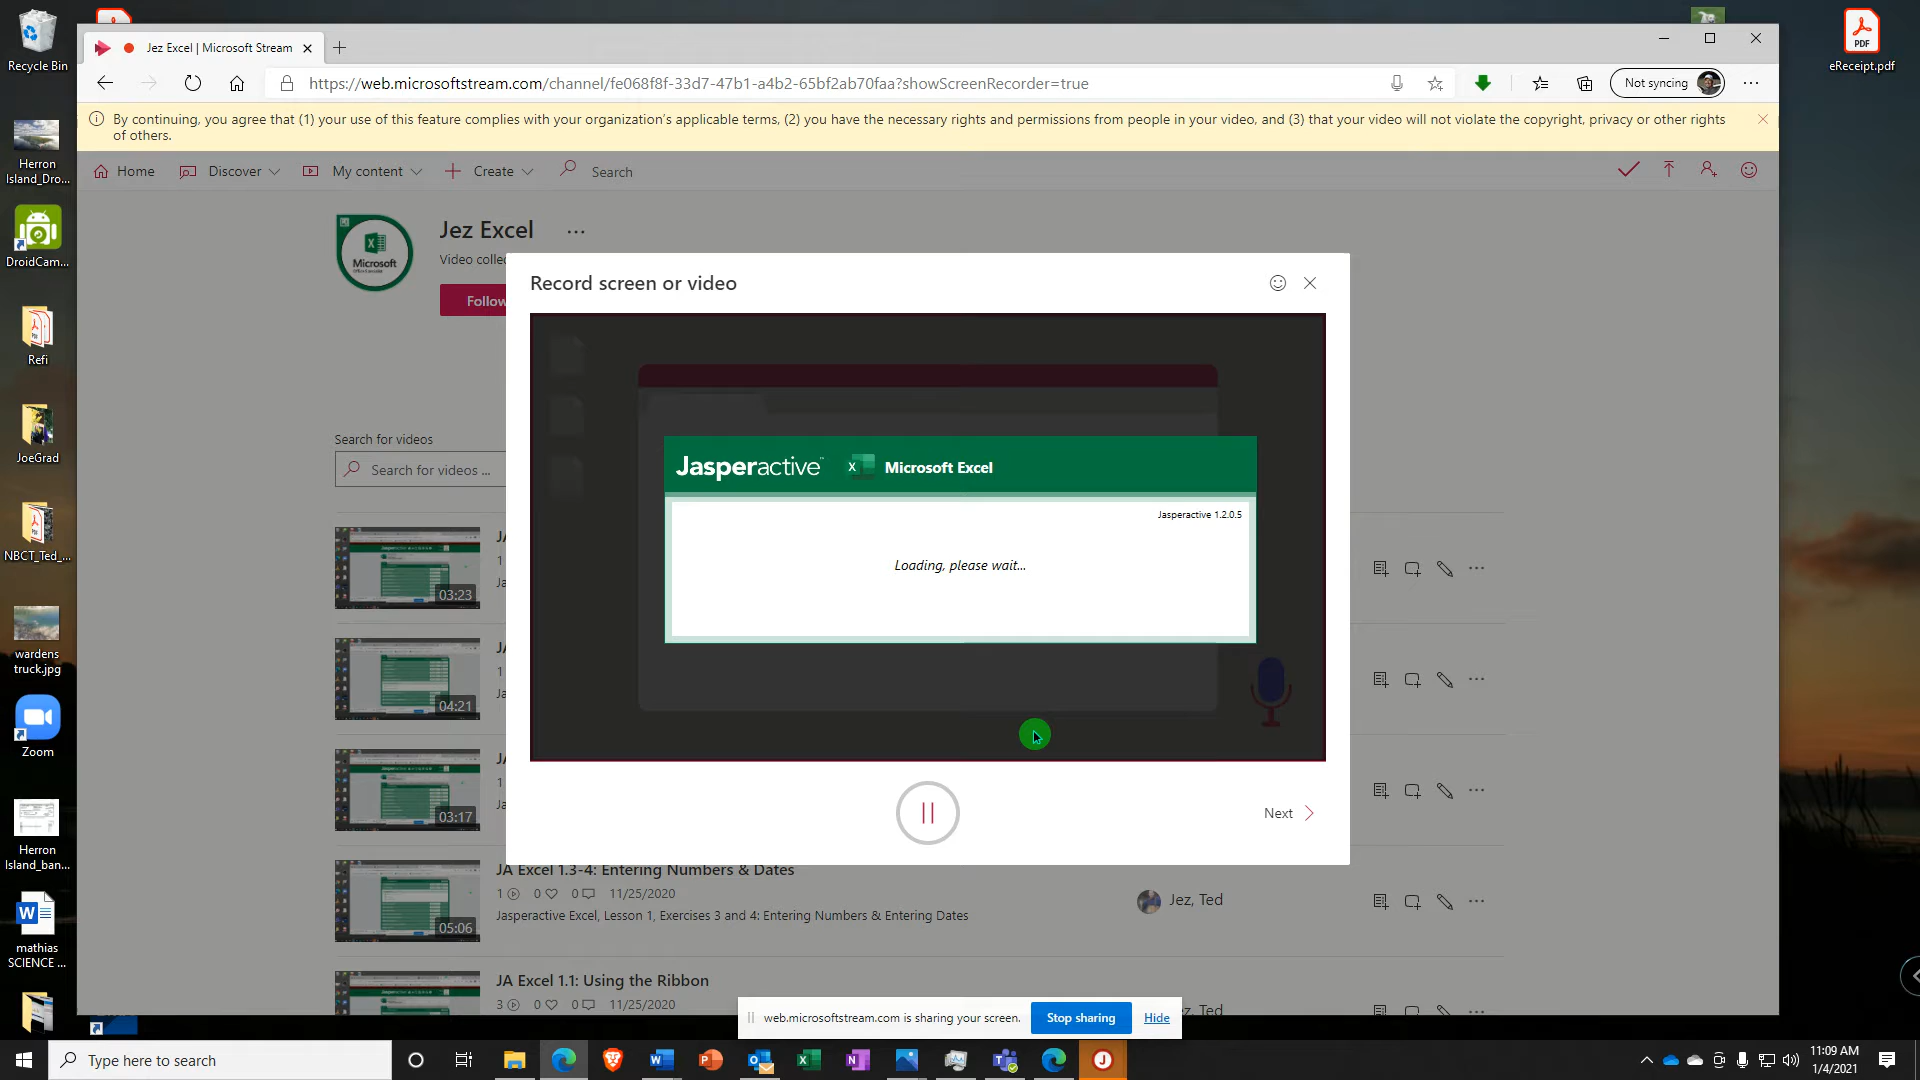 Recycle Bin
eReceipt.pdf
Jez Excel | Microsoft Stream
https://web.microsoftstream.com/channel/fe068f8f-33d7-47b1-a4b2-65bf2ab70faa?showScreenRecorder=true
Not syncing
By continuing, you agree that (1) your use of this feature complies with your organization's applicable terms, (2) you have the necessary rights and permissions from people in your video, and (3) that your video will not violate the copyright, privacy or other rights
of others.
Home Discover My content Create Search
Herron
Island_Dro...
DroidCam...
Refi
JoeGrad
NBCT_Ted_...
wardens
truck.jpg
Zoom
Herron
Island_ban...
mathias
SCIENCE ...
Microsoft
Jez Excel
Video colle
Follow
Search for videos
Search for videos ...
Record screen or video
Jasperactive™ Microsoft Excel
Jasperactive 1.2.0.5
Loading, please wait...
Next
03:23
04:21
03:17
JA Excel 1.3-4: Entering Numbers & Dates
1 0 0 11/25/2020
Jasperactive Excel, Lesson 1, Exercises 3 and 4: Entering Numbers & Entering Dates
05:06
Jez, Ted
JA Excel 1.1: Using the Ribbon
3 0 0 11/25/2020
Jez, Ted
web.microsoftstream.com is sharing your screen. Stop sharing Hide
Type here to search
11:09 AM
1/4/2021